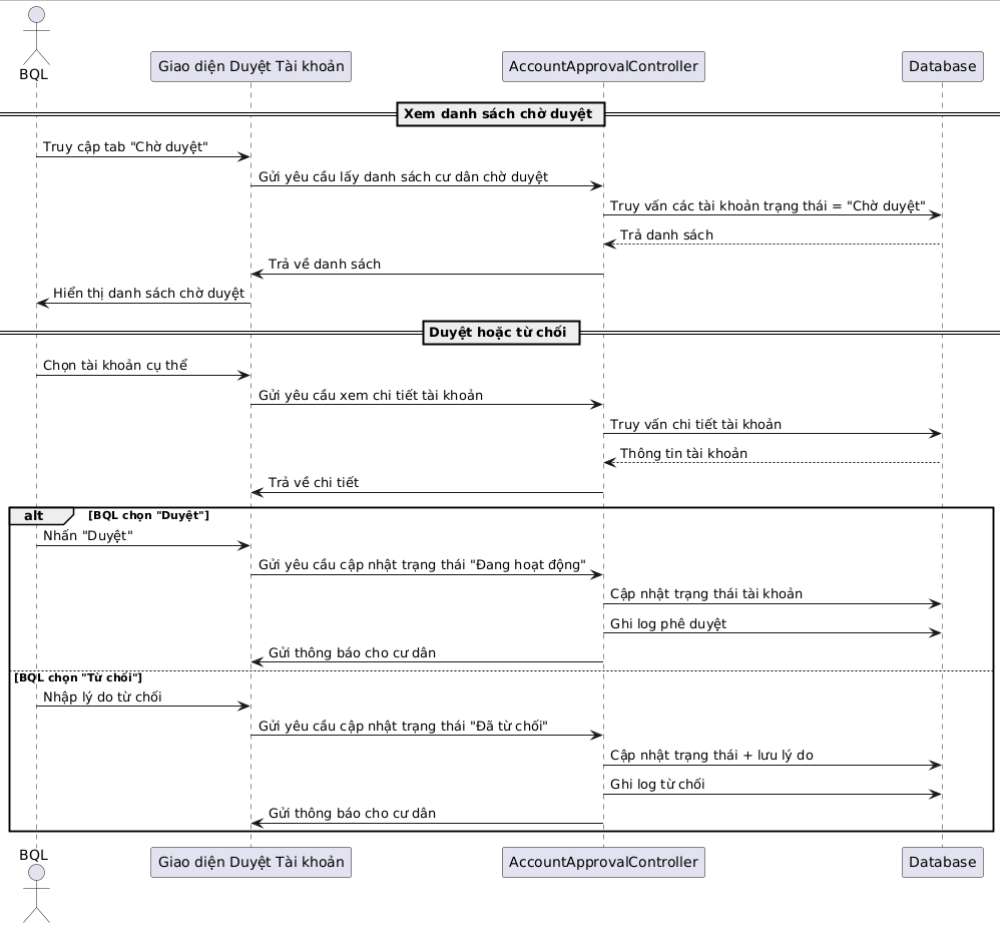 BQL
Giao diện Duyệt Tài khoản
AccountApprovalController
Database
Xem danh sách chờ duyệt
Truy cập tab "Chờ duyệt"
Gửi yêu cầu lấy danh sách cư dân chờ duyệt
Truy vấn các tài khoản trạng thái = "Chờ duyệt"
Trả danh sách
Trả về danh sách
Hiển thị danh sách chờ duyệt
Duyệt hoặc từ chối
Chọn tài khoản cụ thể
Gửi yêu cầu xem chi tiết tài khoản
Truy vấn chi tiết tài khoản
Thông tin tài khoản
Trả về chi tiết
alt [BQL chọn "Duyệt"]
Nhấn "Duyệt"
Gửi yêu cầu cập nhật trạng thái "Đang hoạt động"
Cập nhật trạng thái tài khoản
Ghi log phê duyệt
Gửi thông báo cho cư dân
[BQL chọn "Từ chối"]
Nhập lý do từ chối
Gửi yêu cầu cập nhật trạng thái "Đã từ chối"
Cập nhật trạng thái + lưu lý do
Ghi log từ chối
Gửi thông báo cho cư dân
BQL
Giao diện Duyệt Tài khoản
AccountApprovalController
Database